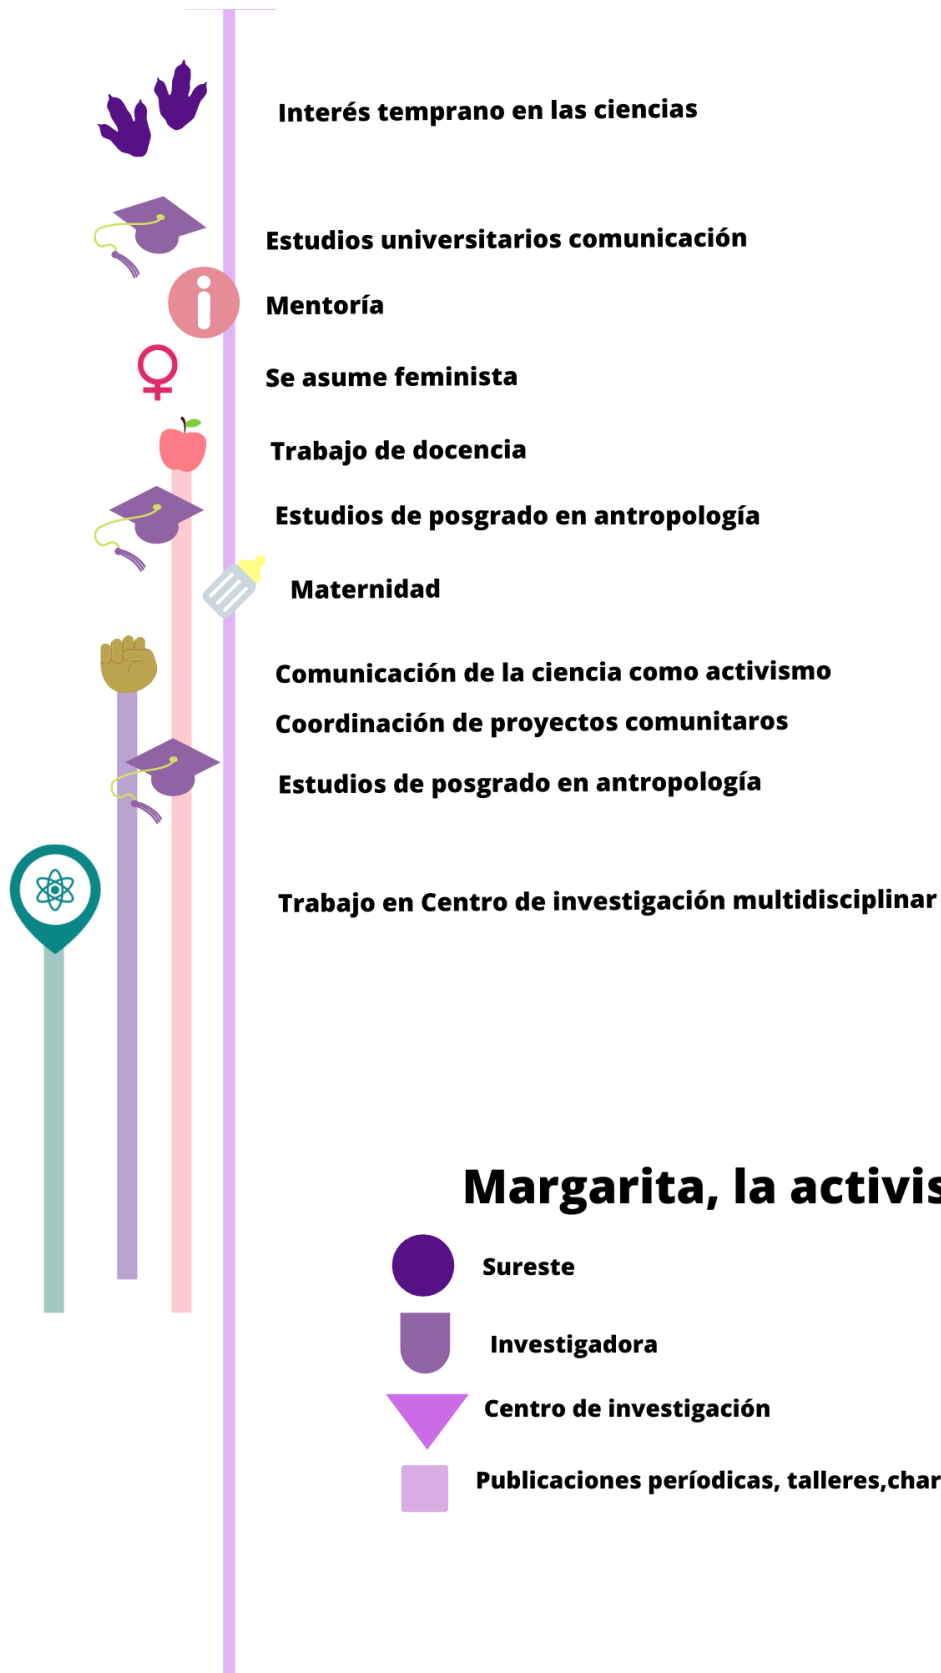 Interés temprano en las ciencias
Estudios universitarios comunicación
Mentoría
Se asume feminista
Trabajo de docencia
Estudios de posgrado en antropología
Maternidad
Comunicación de la ciencia como activismo
Coordinación de proyectos comunitaros
Estudios de posgrado en antropología
Trabajo en Centro de investigación multidisciplinar
Margarita, la activis
Sureste
Investigadora
Centro de investigación
Publicaciones períodicas, talleres,char